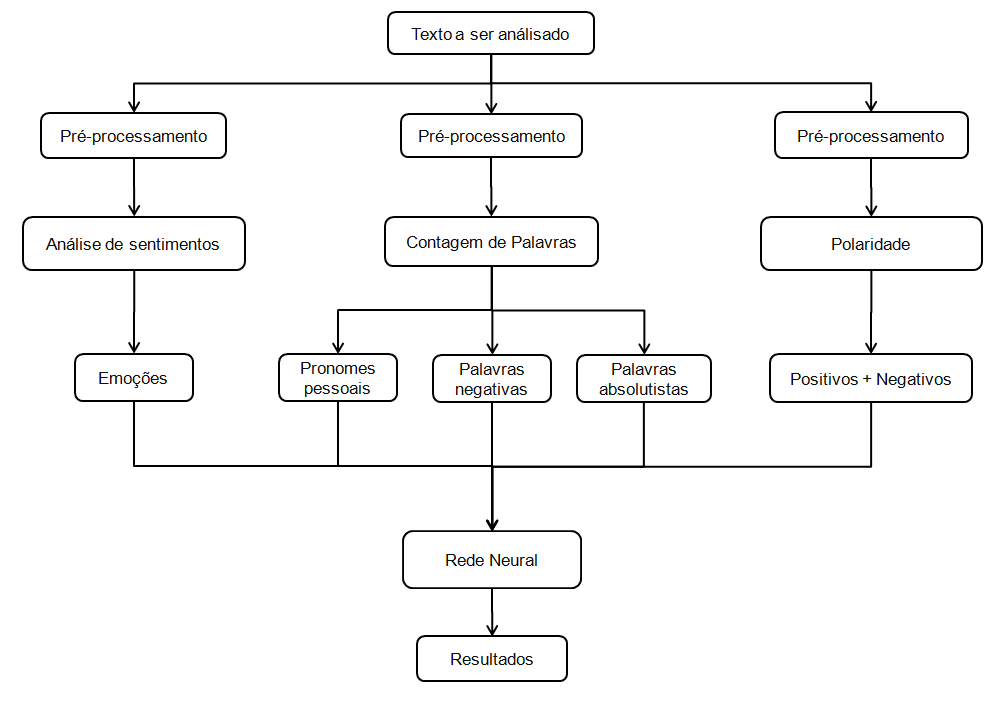 Texto a ser análisado
Pré-processamento
Pré-processamento
Pré-processamento
Análise de sentimentos
Contagem de Palavras
Polaridade
Emoções
Pronomes
pessoais
Palavras
negativas
Palavras
absolutistas
Positivos + Negativos
Rede Neural
Resultados